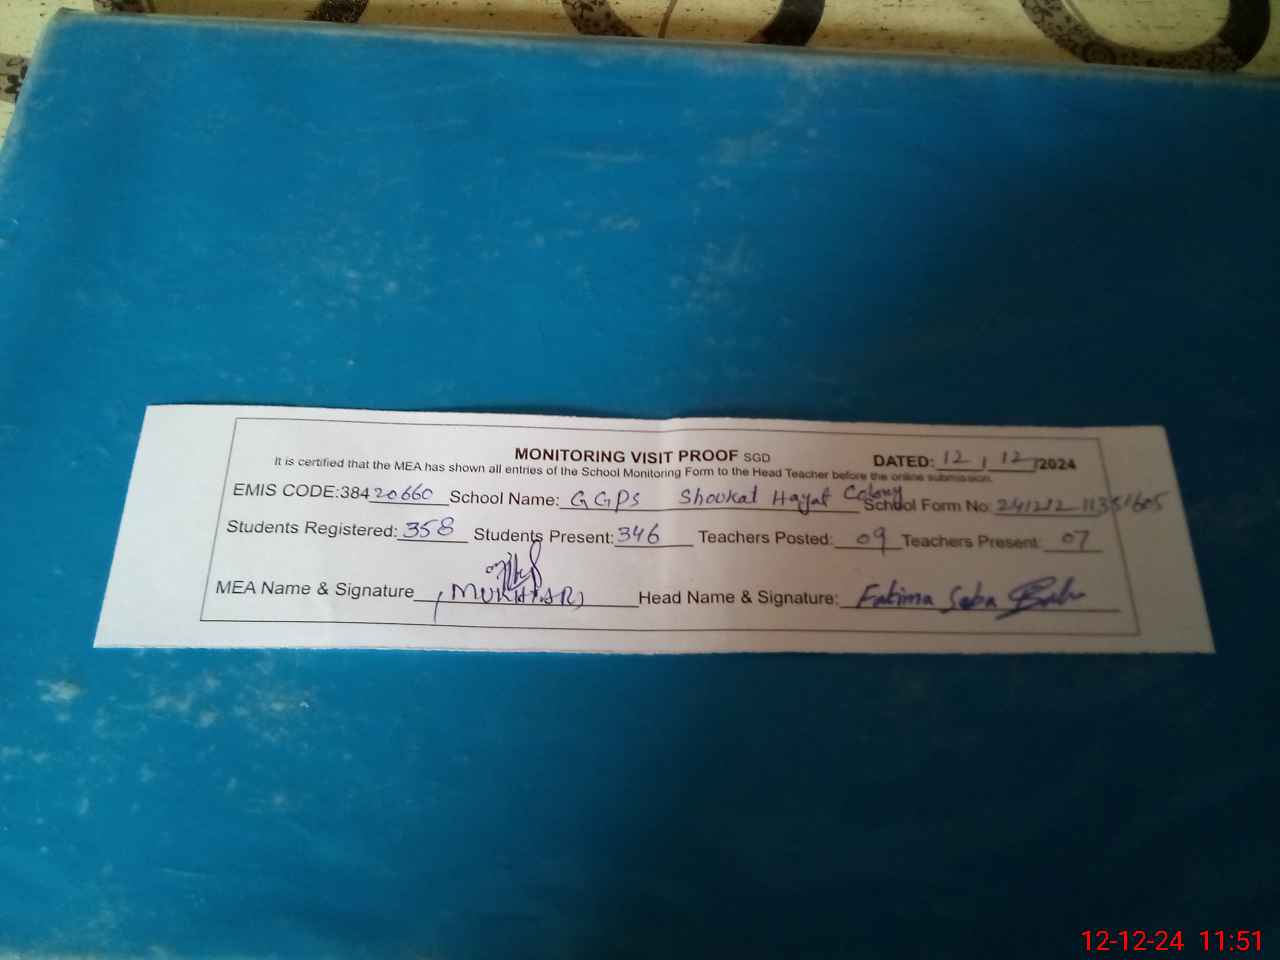 MONITORING VISIT PROOF SGD DATED: 12 / 12 /2024
It is certified that the MEA has shown all entries of the School Monitoring Form to the Head Teacher before the online submission.
EMIS CODE:38420660 School Name: GGPS Shoukat Hayat Colony School Form No:
Students Registered: 358 Students Present: 346 Teachers Posted: 09 Teachers Present: 07
MEA Name & Signature (MUKHTAR) Head Name & Signature: Fatima Saba
12-12-24 11:51